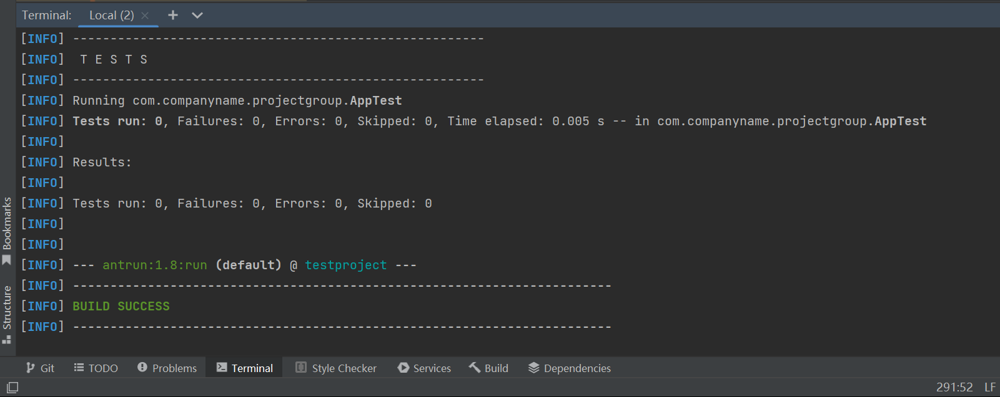 Terminal: Local (2)
[INFO] -------------------------------------------------------
[INFO]  T E S T S
[INFO] -------------------------------------------------------
[INFO] Running com.companyname.projectgroup.AppTest
[INFO] Tests run: 0, Failures: 0, Errors: 0, Skipped: 0, Time elapsed: 0.005 s -- in com.companyname.projectgroup.AppTest
[INFO]
[INFO] Results:
[INFO]
[INFO] Tests run: 0, Failures: 0, Errors: 0, Skipped: 0
[INFO]
[INFO]
[INFO] --- antrun:1.8:run (default) @ testproject ---
[INFO] ------------------------------------------------------------------------
[INFO] BUILD SUCCESS
[INFO] ------------------------------------------------------------------------
Bookmarks
Structure
Git TODO Problems Terminal Style Checker Services Build Dependencies
291:52 LF